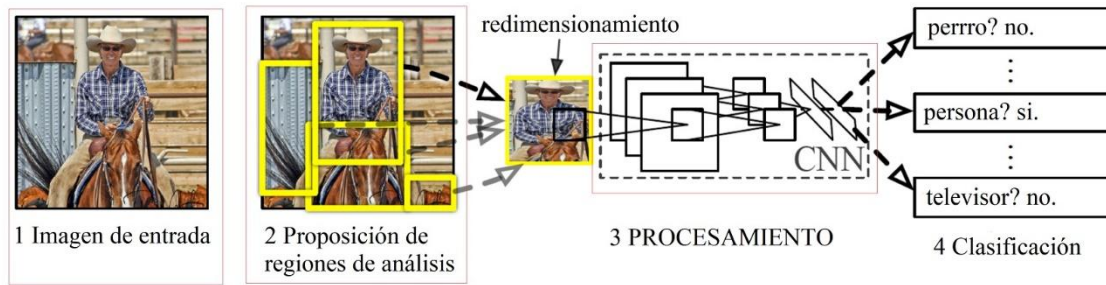 redimensionamiento
perrro? no.
persona? si.
televisor? no.
CNN
1 Imagen de entrada
2 Proposición de
regiones de análisis
3 PROCESAMIENTO
4 Clasificación